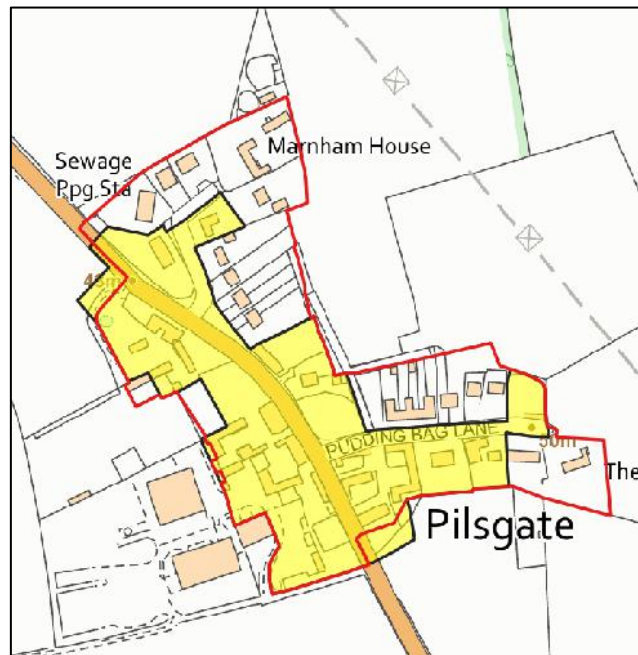 Marnham House
Sewage
Ppg Sta
PUDDING BAG LANE
50m
The
Pilsgate